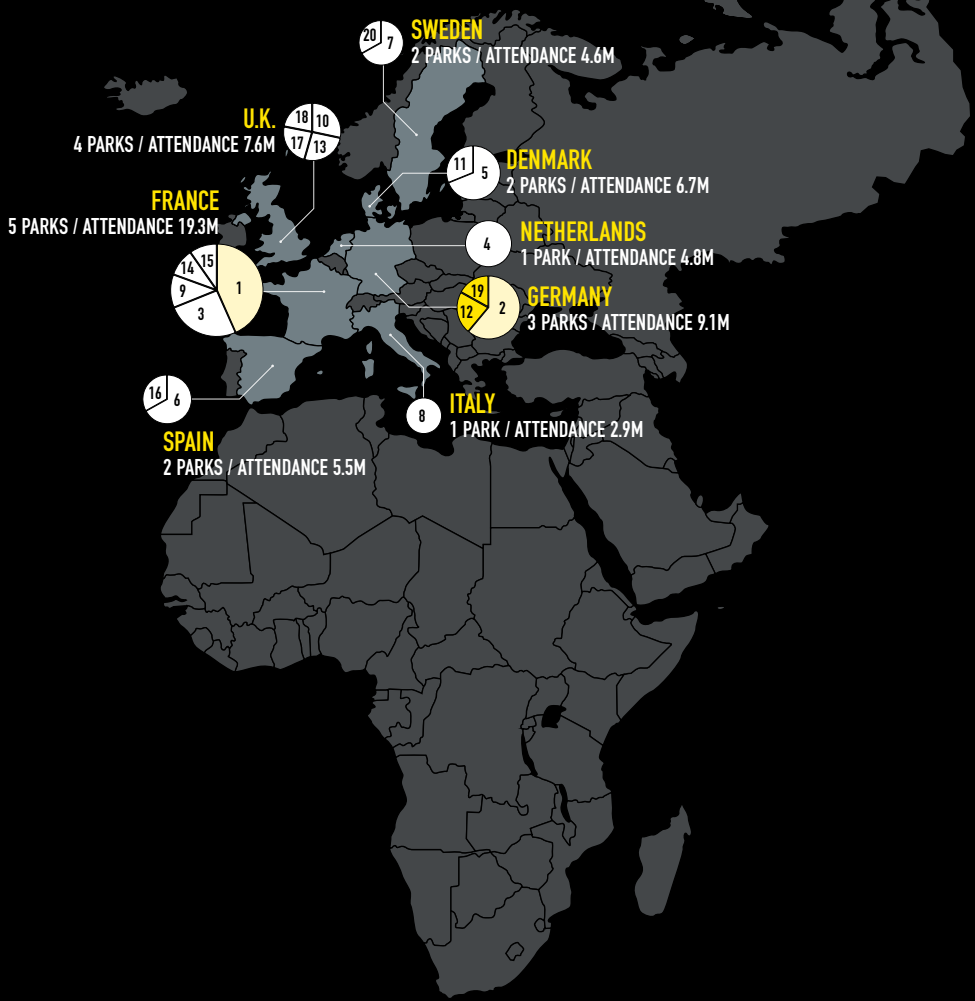 SWEDEN
2 PARKS / ATTENDANCE 4.6M
20
7
U.K.
4 PARKS / ATTENDANCE 7.6M
18
10
17
13
DENMARK
2 PARKS / ATTENDANCE 6.7M
11
5
FRANCE
5 PARKS / ATTENDANCE 19.3M
15
14
9
3
1
NETHERLANDS
1 PARK / ATTENDANCE 4.8M
4
GERMANY
3 PARKS / ATTENDANCE 9.1M
19
12
2
SPAIN
2 PARKS / ATTENDANCE 5.5M
16
6
ITALY
1 PARK / ATTENDANCE 2.9M
8